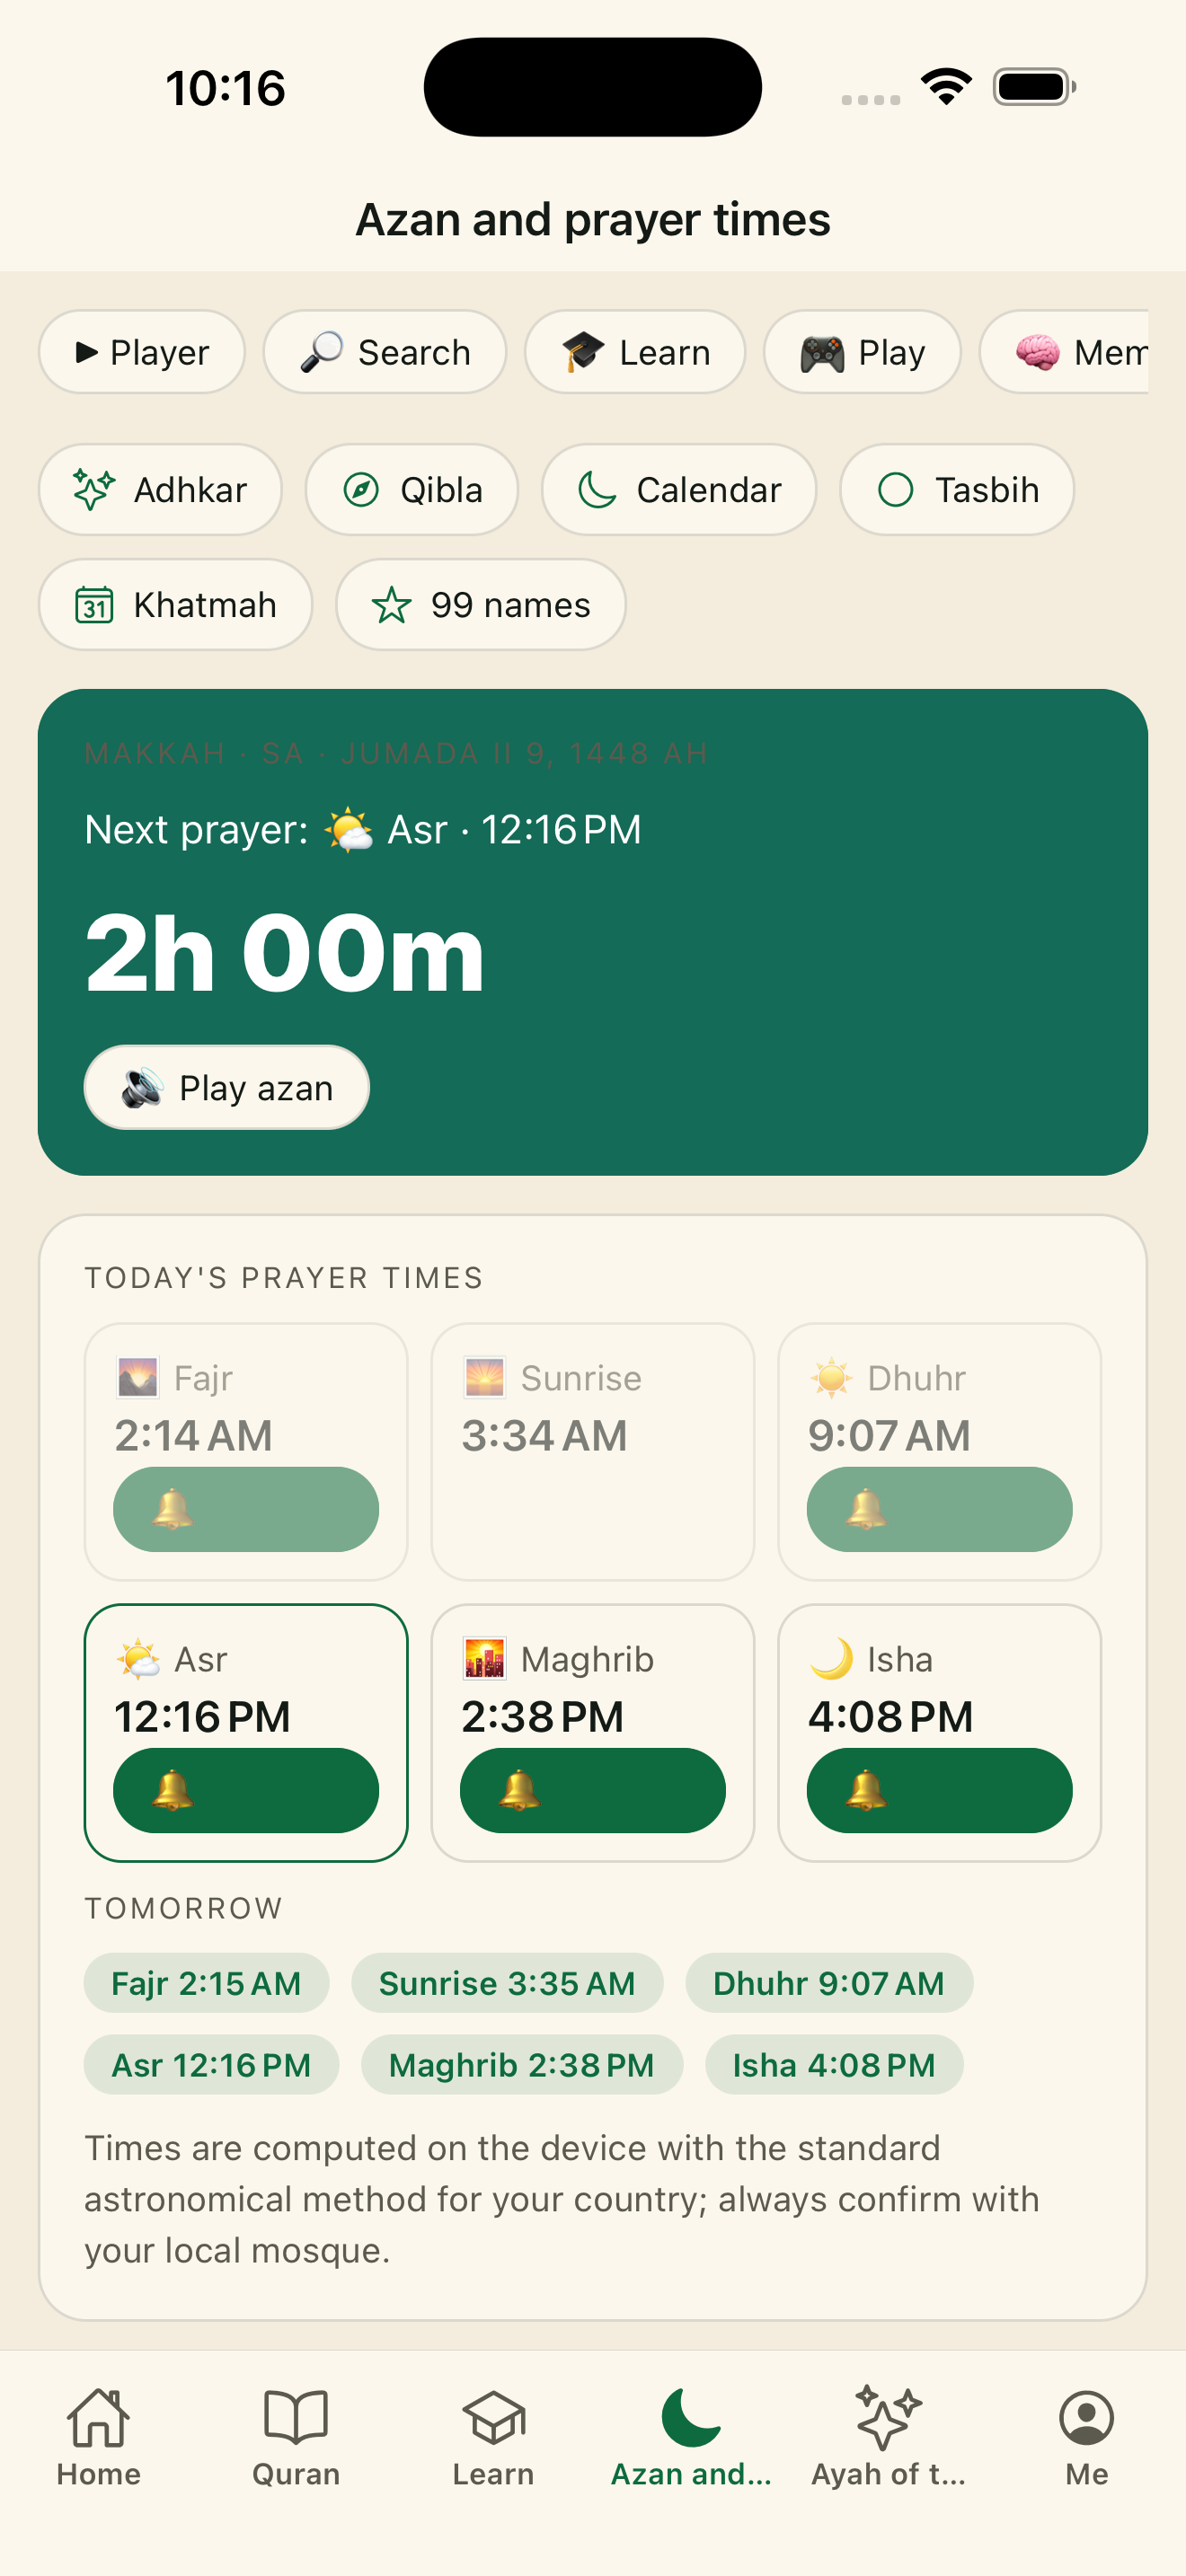 10:16
Azan and prayer times
Player
Search
Learn
Play
Mem
Adhkar
Qibla
Calendar
Tasbih
31 Khatmah
99 names
MAKKAH · SA · JUMADA II 9, 1448 AH
Next prayer: Asr · 12:16 PM
2h 00m
Play azan
TODAY'S PRAYER TIMES
Fajr
2:14 AM
Sunrise
3:34 AM
Dhuhr
9:07 AM
Asr
12:16 PM
Maghrib
2:38 PM
Isha
4:08 PM
TOMORROW
Fajr 2:15 AM
Sunrise 3:35 AM
Dhuhr 9:07 AM
Asr 12:16 PM
Maghrib 2:38 PM
Isha 4:08 PM
Times are computed on the device with the standard
astronomical method for your country; always confirm with
your local mosque.
Home
Quran
Learn
Azan and...
Ayah of t...
Me